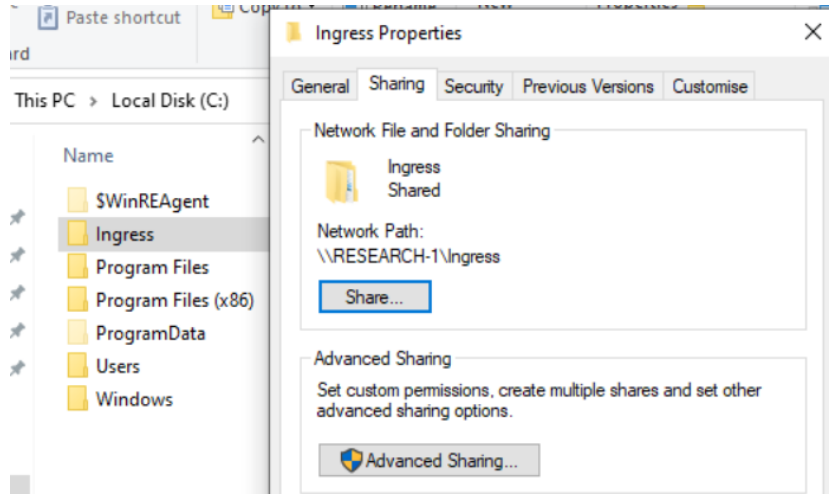 Paste shortcut
Ingress Properties
General Sharing Security Previous Versions Customise
This PC > Local Disk (C:)
Name
$WinREAgent
Ingress
Program Files
Program Files (x86)
ProgramData
Users
Windows
Network File and Folder Sharing
Ingress
Shared
Network Path:
\\RESEARCH-1\Ingress
Share...
Advanced Sharing
Set custom permissions, create multiple shares and set other
advanced sharing options.
Advanced Sharing...